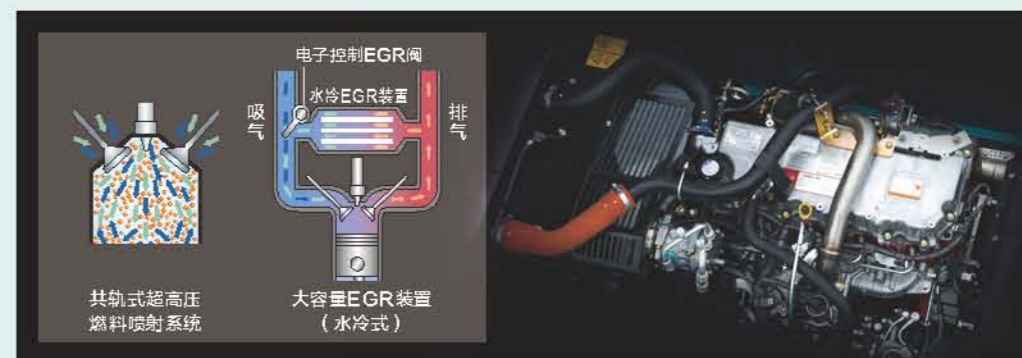 电子控制EGR阀
水冷EGR装置
吸气
排气
共轨式超高压
燃料喷射系统
大容量EGR装置
（水冷式）